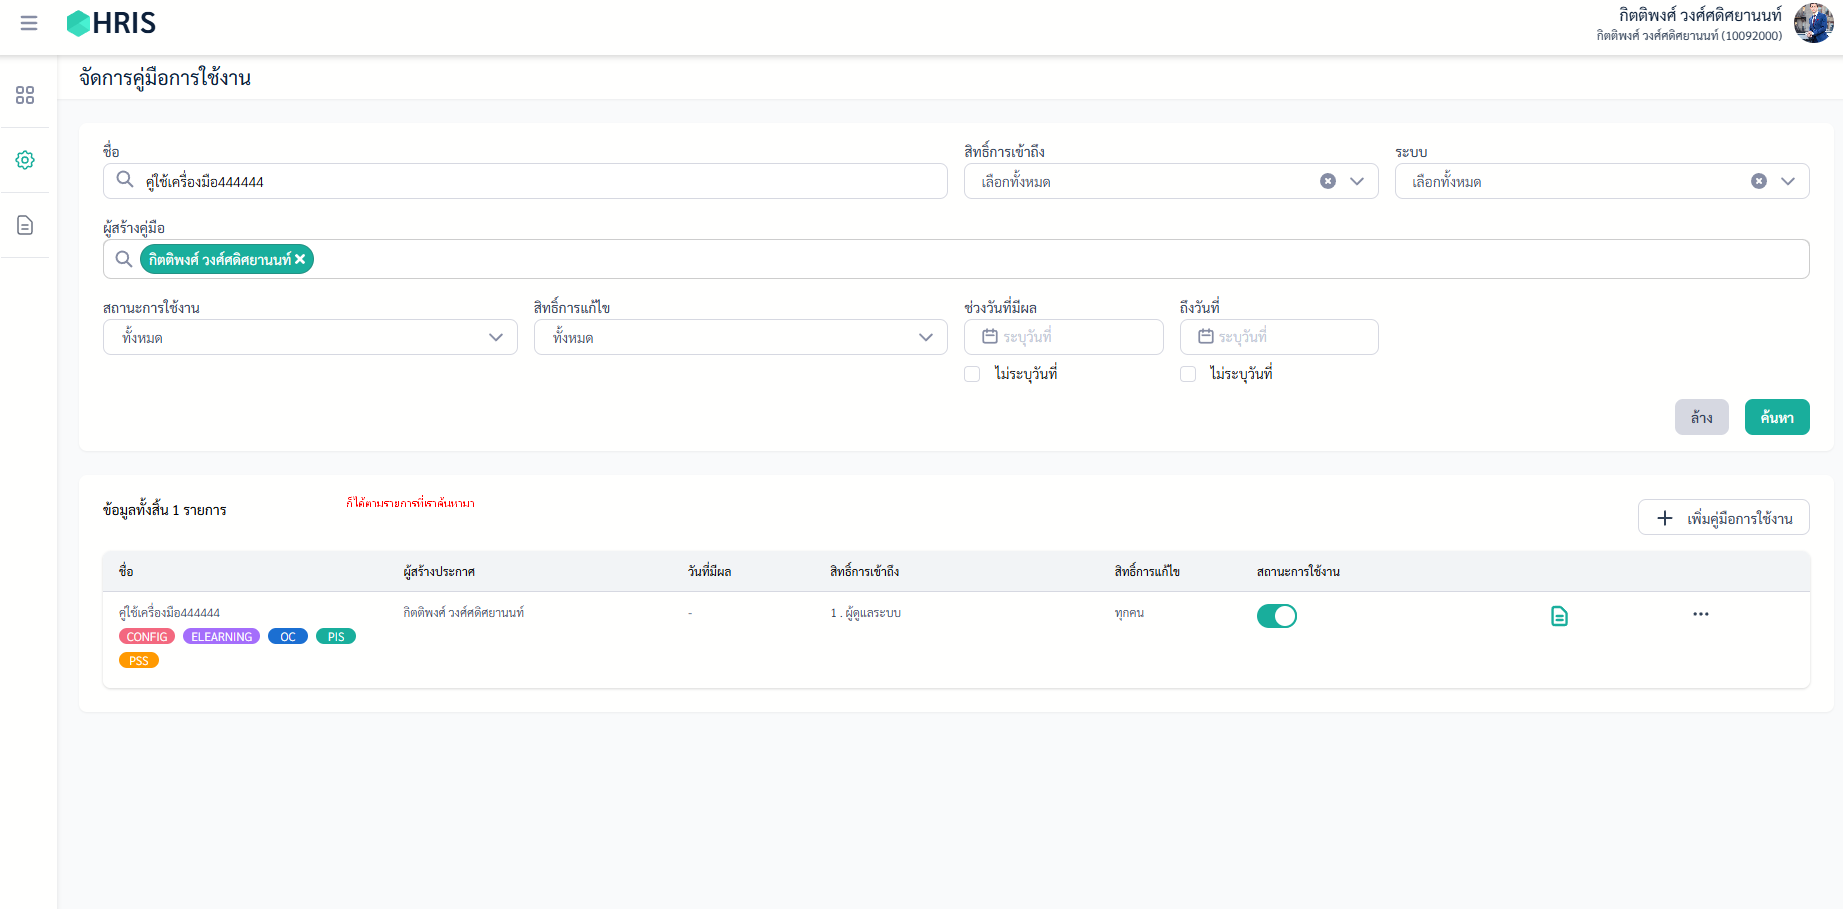 HRIS
กิตติพงศ์ วงศ์ศดิศยานนท์
กิตติพงศ์ วงศ์ศดิศยานนท์ (10092000)
จัดการคู่มือการใช้งาน
ชื่อ
สิทธิ์การเข้าถึง
ระบบ
คู่ใช้เครื่องมือ444444
เลือกทั้งหมด
เลือกทั้งหมด
ผู้สร้างคู่มือ
กิตติพงศ์ วงศ์ศดิศยานนท์
สถานะการใช้งาน
สิทธิ์การแก้ไข
ช่วงวันที่มีผล
ถึงวันที่
ทั้งหมด
ทั้งหมด
ระบุวันที่
ระบุวันที่
ไม่ระบุวันที่
ไม่ระบุวันที่
ล้าง
ค้นหา
ข้อมูลทั้งสิ้น 1 รายการ
ก็ได้ตามรายการที่เราค้นหามา
เพิ่มคู่มือการใช้งาน
ชื่อ ผู้สร้างประกาศ วันที่มีผล สิทธิ์การเข้าถึง สิทธิ์การแก้ไข สถานะการใช้งาน
คู่ใช้เครื่องมือ444444 กิตติพงศ์ วงศ์ศดิศยานนท์ - 1 . ผู้ดูแลระบบ ทุกคน
CONFIG ELEARNING OC PIS
PSS